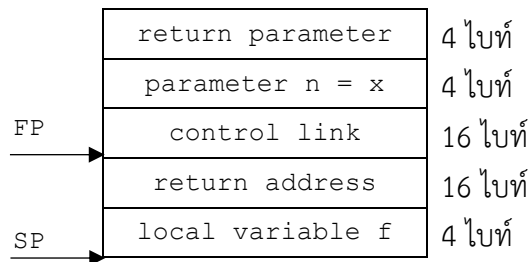 return parameter 4 ไบท์
parameter n = x 4 ไบท์
FP
control link 16 ไบท์
return address 16 ไบท์
SP
local variable f 4 ไบท์